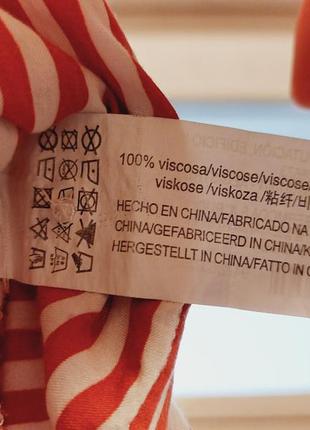 100% viscosa/viscose/viscose
viskose /viskoza /粘纤/비
HECHO EN CHINA/FABRICADO NA
CHINA/GEFABRICEERD IN CHINA/K
HERGESTELLT IN CHINA/FATTO IN C